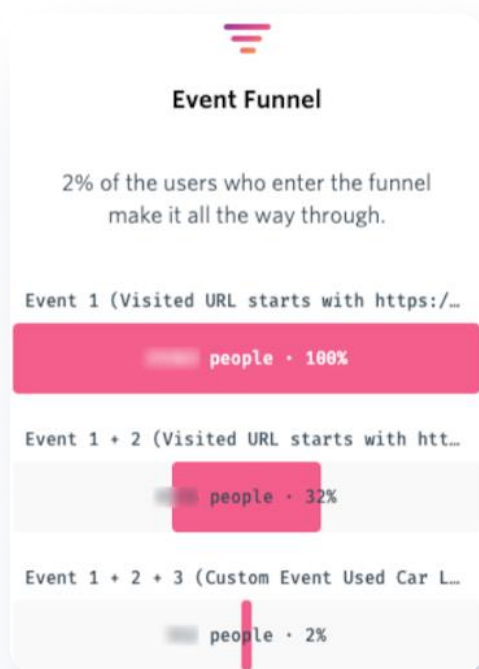 Event Funnel
2% of the users who enter the funnel
make it all the way through.
Event 1 (Visited URL starts with https:/…
people · 100%
Event 1 + 2 (Visited URL starts with htt…
people · 32%
Event 1 + 2 + 3 (Custom Event Used Car L…
people · 2%